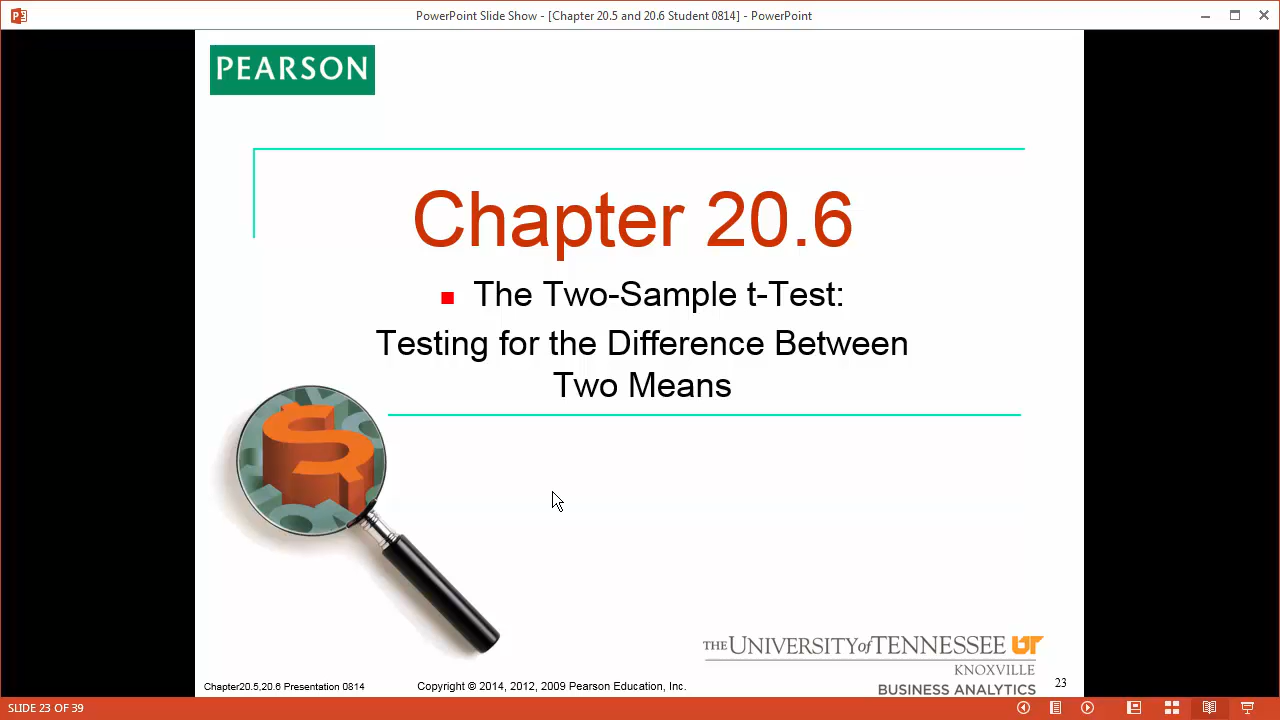 PowerPoint Slide Show - [Chapter 20.5 and 20.6 Student 0814] - PowerPoint
PEARSON
Chapter 20.6
The Two-Sample t-Test:
Testing for the Difference Between
Two Means
THE UNIVERSITY of TENNESSEE UT
KNOXVILLE
BUSINESS ANALYTICS
Chapter20.5,20.6 Presentation 0814
Copyright © 2014, 2012, 2009 Pearson Education, Inc.
23
SLIDE 23 OF 39